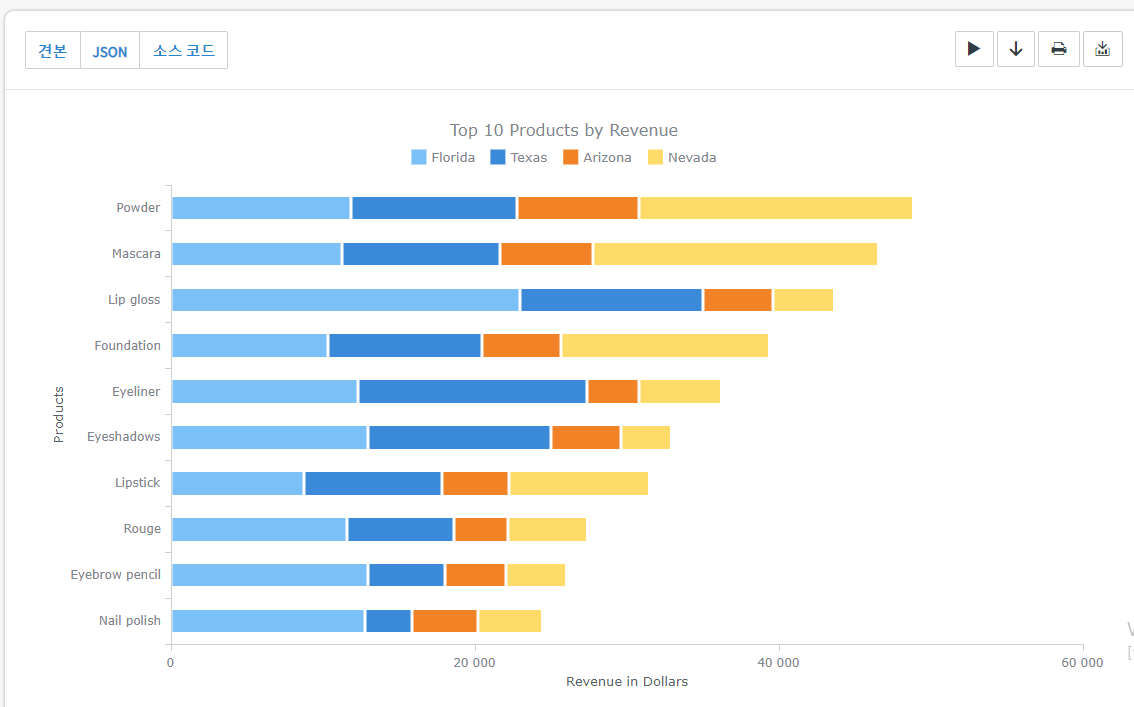 견본 JSON 소스 코드
Top 10 Products by Revenue
Florida Texas Arizona Nevada
Powder
Mascara
Lip gloss
Foundation
Eyeliner
Eyeshadows
Lipstick
Rouge
Eyebrow pencil
Nail polish
Products
0 20 000 40 000 60 000
Revenue in Dollars